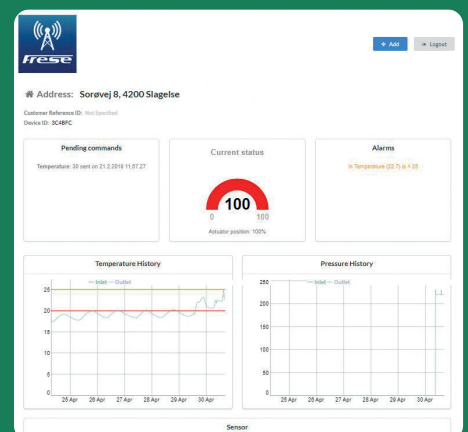 Frese
+ Add
Logout
Address: Sorøvej 8, 4200 Slagelse
Customer Reference ID: Not Specified
Device ID: 3C4BFC
Pending commands
Temperature: 30 sent on 21.2.2018 11.57.27
Current status
100
0 100
Actuator position: 100%
Alarms
In Temperature (22.7) is < 25
Temperature History
Inlet Outlet
25
20
15
10
5
0
25 Apr 26 Apr 27 Apr 28 Apr 29 Apr 30 Apr
Pressure History
Inlet Outlet
250
200
150
100
50
0
25 Apr 26 Apr 27 Apr 28 Apr 29 Apr 30 Apr
Sensor